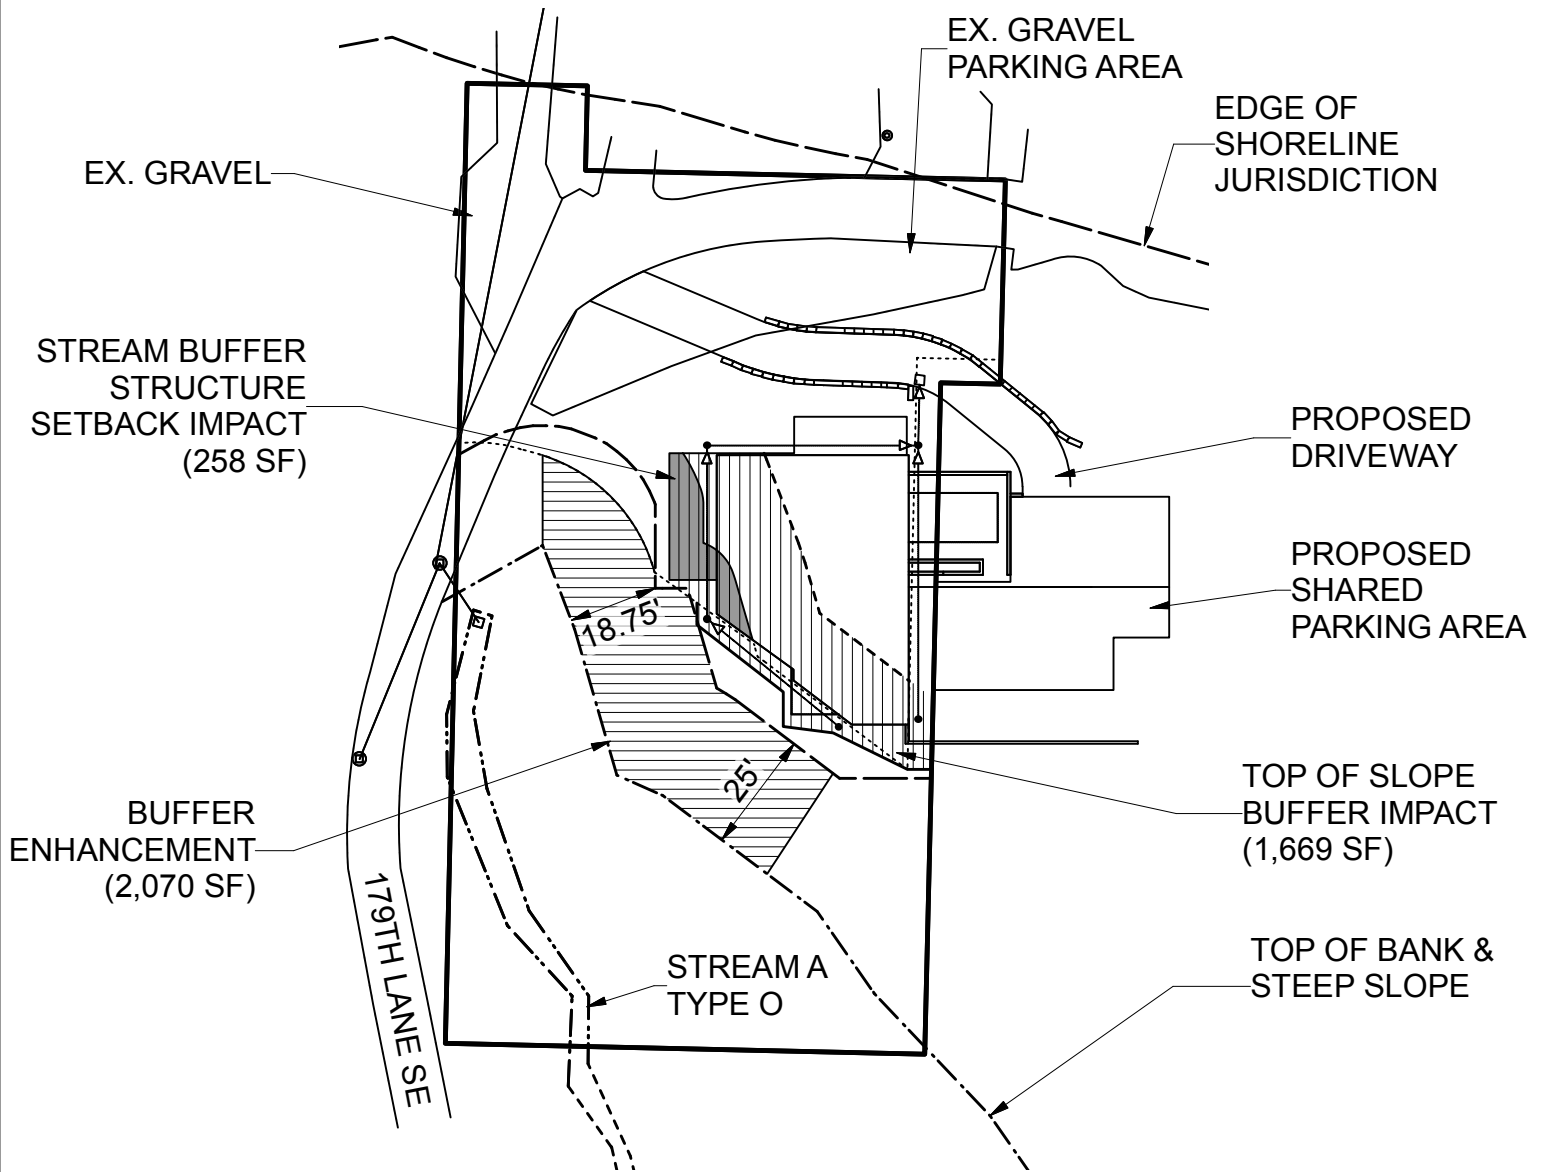 EX. GRAVEL
PARKING AREA
EDGE OF
SHORELINE
JURISDICTION
EX. GRAVEL
STREAM BUFFER
STRUCTURE
SETBACK IMPACT
(258 SF)
PROPOSED
DRIVEWAY
PROPOSED
SHARED
PARKING AREA
18.75'
25'
TOP OF SLOPE
BUFFER IMPACT
(1,669 SF)
BUFFER
ENHANCEMENT
(2,070 SF)
179TH LANE SE
STREAM A
TYPE O
TOP OF BANK &
STEEP SLOPE